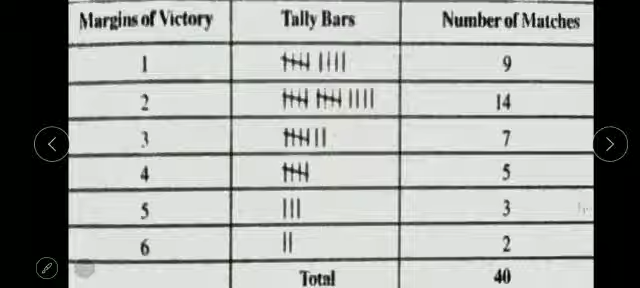 Margins of Victory Tally Bars Number of Matches
1 𝍸 |||| 9
2 𝍸 𝍸 |||| 14
3 𝍸 || 7
4 𝍸 5
5 ||| 3
6 || 2
Total 40